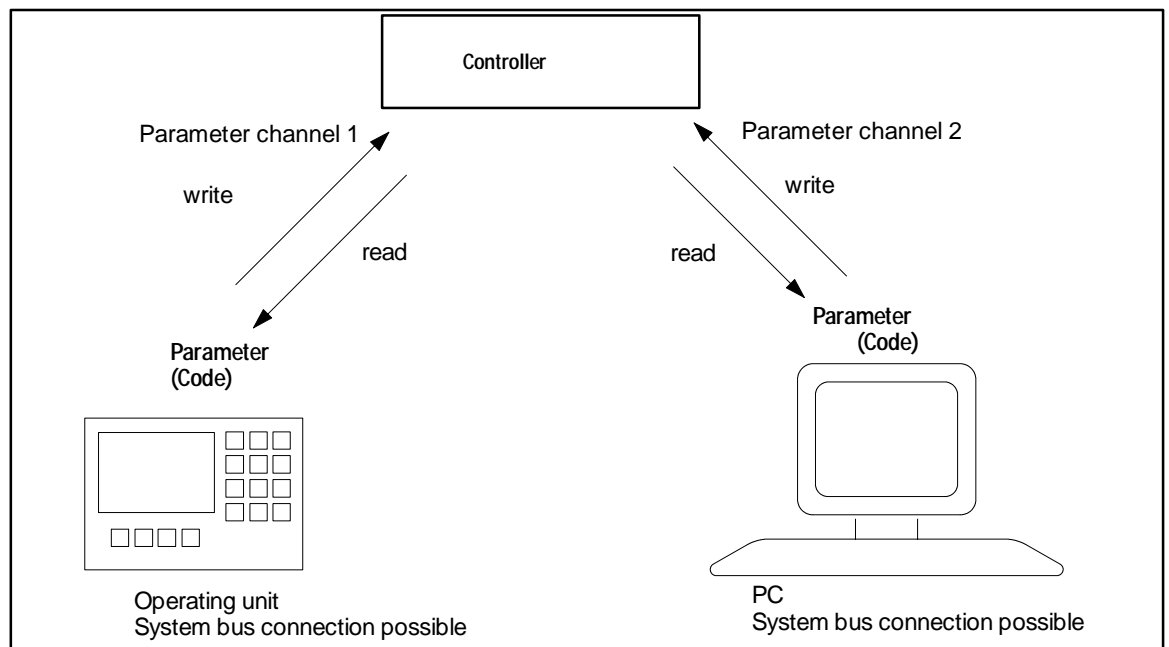 Controller
Parameter channel 1
Parameter channel 2
write
write
read
read
Parameter
(Code)
Parameter
(Code)
Operating unit
System bus connection possible
PC
System bus connection possible